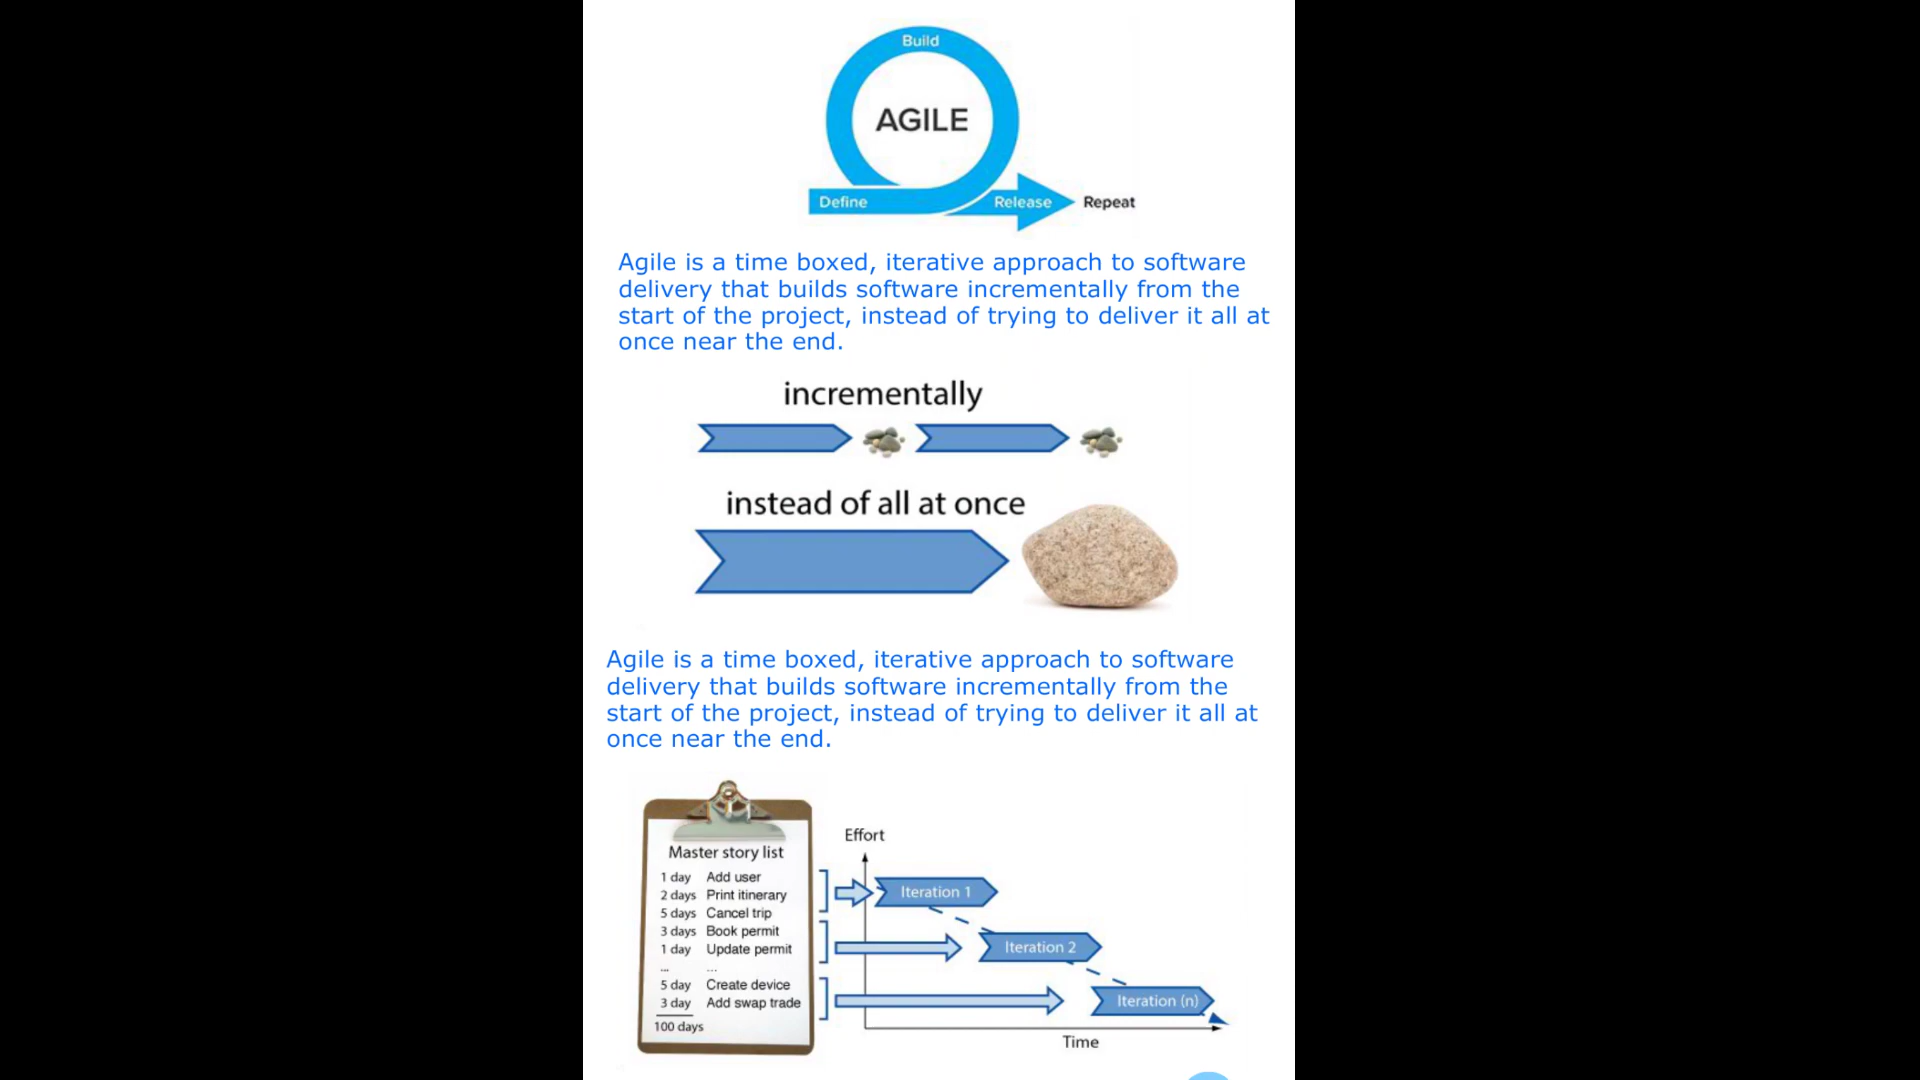 Build
AGILE
Define
Release
Repeat
Agile is a time boxed, iterative approach to software
delivery that builds software incrementally from the
start of the project, instead of trying to deliver it all at
once near the end.
incrementally
instead of all at once
Agile is a time boxed, iterative approach to software
delivery that builds software incrementally from the
start of the project, instead of trying to deliver it all at
once near the end.
Master story list
1 day Add user
2 days Print itinerary
5 days Cancel trip
3 days Book permit
1 day Update permit
... ...
5 day Create device
3 day Add swap trade
100 days
Effort
Iteration 1
Iteration 2
Iteration (n)
Time